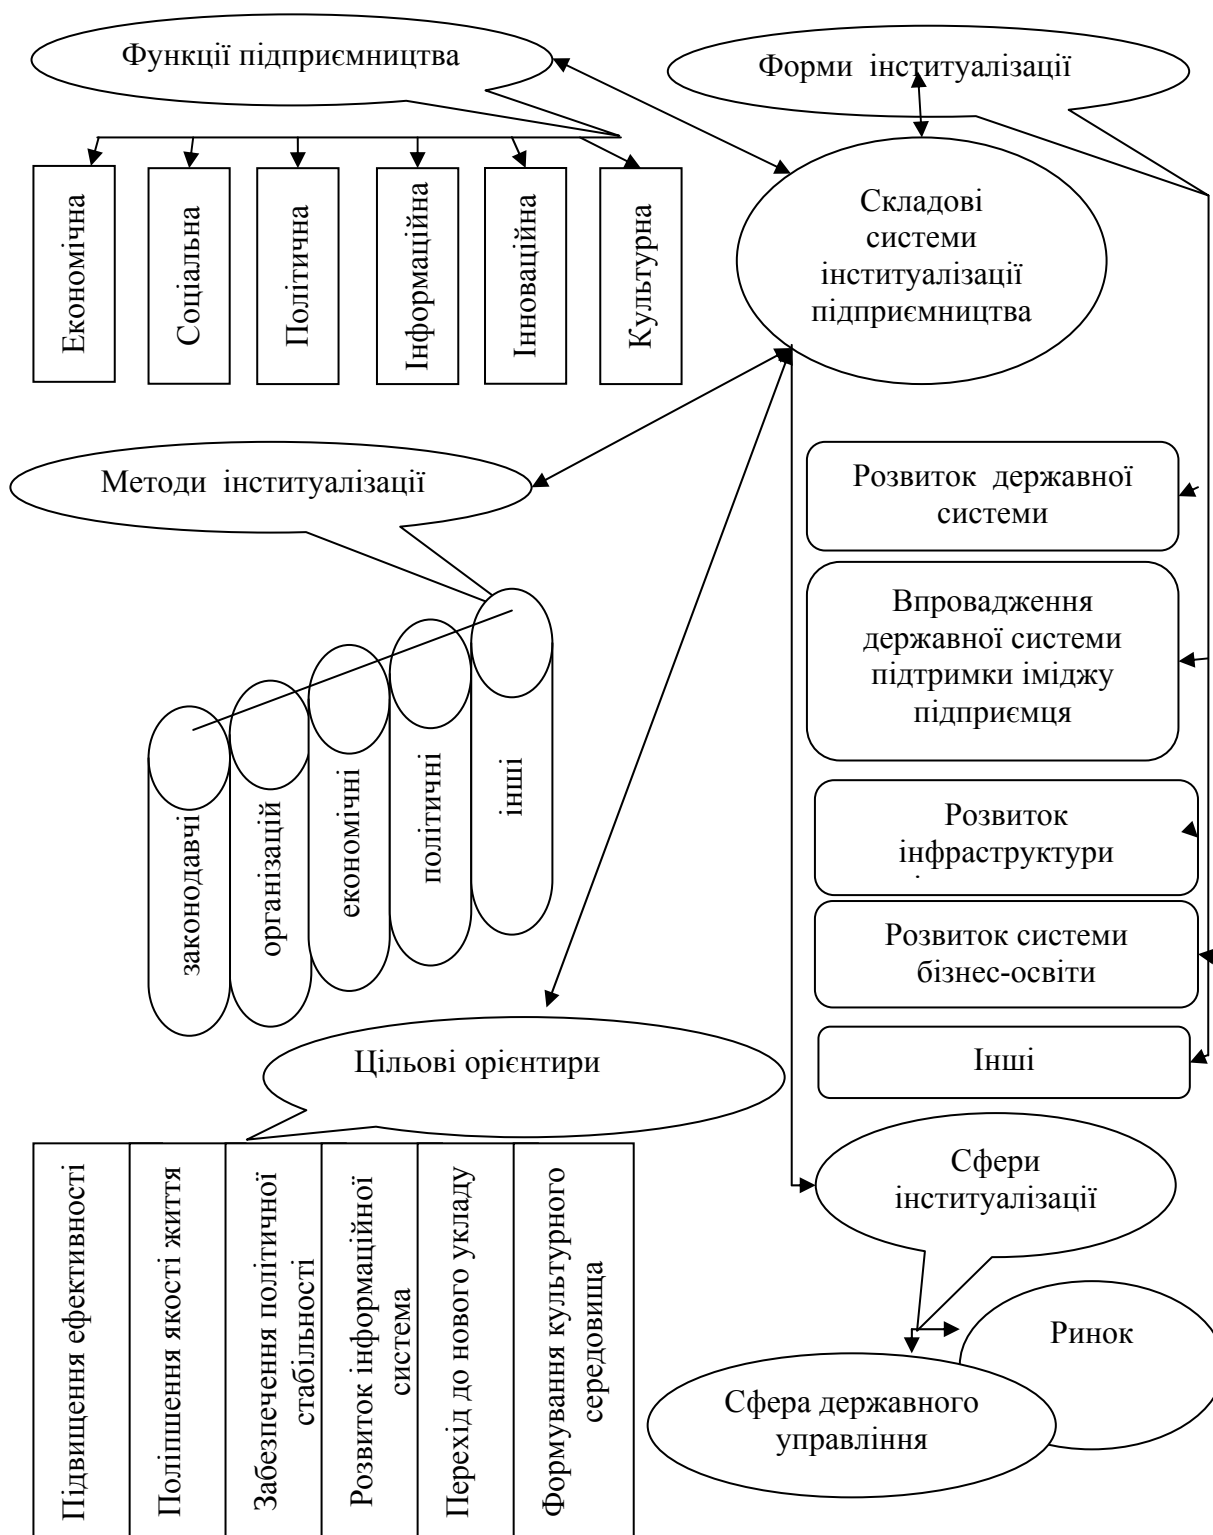 Функції підприємництва
Форми інституалізації
Економічна
Соціальна
Політична
Інформаційна
Інноваційна
Культурна
Складові
системи
інституалізації
підприємництва
Методи інституалізації
законодавчі
організацій
економічні
політичні
інші
Розвиток державної
системи
Впровадження
державної системи
підтримки іміджу
підприємця
Розвиток
інфраструктури
Розвиток системи
бізнес-освіти
Інші
Цільові орієнтири
Підвищення ефективності
Поліпшення якості життя
Забезпечення політичної
стабільності
Розвиток інформаційної
система
Перехід до нового укладу
Формування культурного
середовища
Сфери
інституалізації
Ринок
Сфера державного
управління